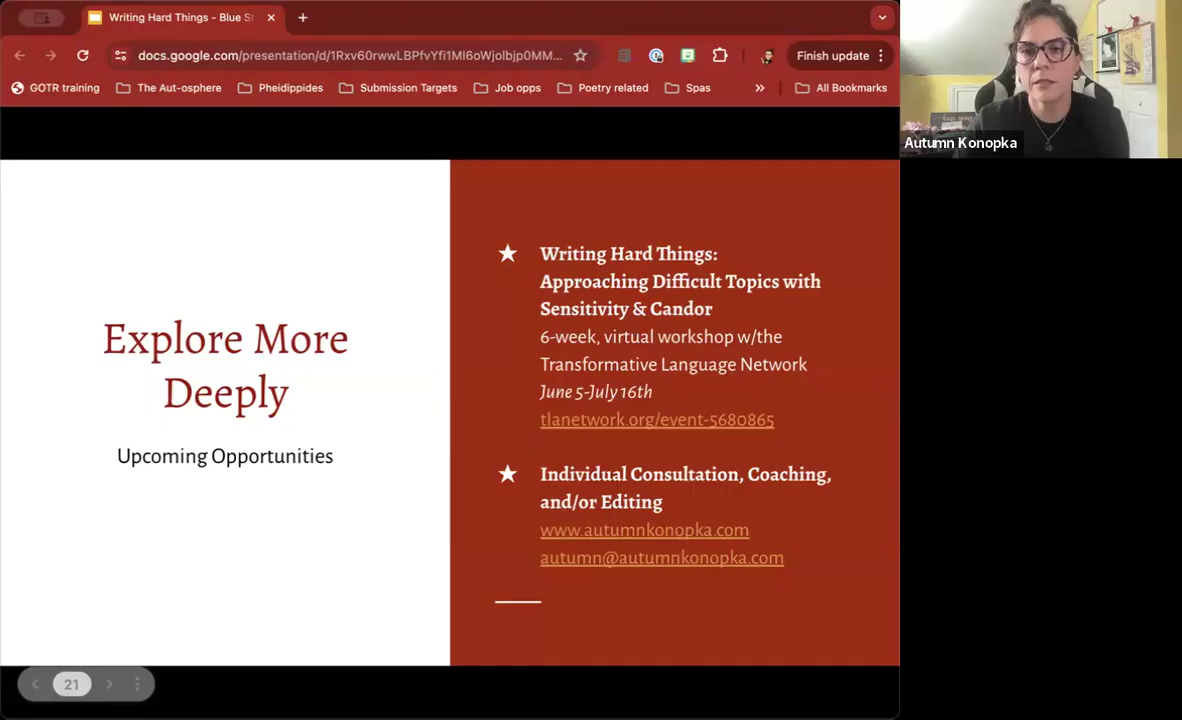 Writing Hard Things - Blue St
docs.google.com/presentation/d/1Rxv60rwwLBPfvYfi1Ml6oWjolbjp0MM...
Finish update
GOTR training
The Aut-osphere
Pheidippides
Submission Targets
Job opps
Poetry related
Spas
»
All Bookmarks
Autumn Konopka
Explore More
Deeply
Upcoming Opportunities
★ Writing Hard Things:
Approaching Difficult Topics with
Sensitivity & Candor
6-week, virtual workshop w/the
Transformative Language Network
June 5-July 16th
tlanetwork.org/event-5680865
★ Individual Consultation, Coaching,
and/or Editing
www.autumnkonopka.com
autumn@autumnkonopka.com
21